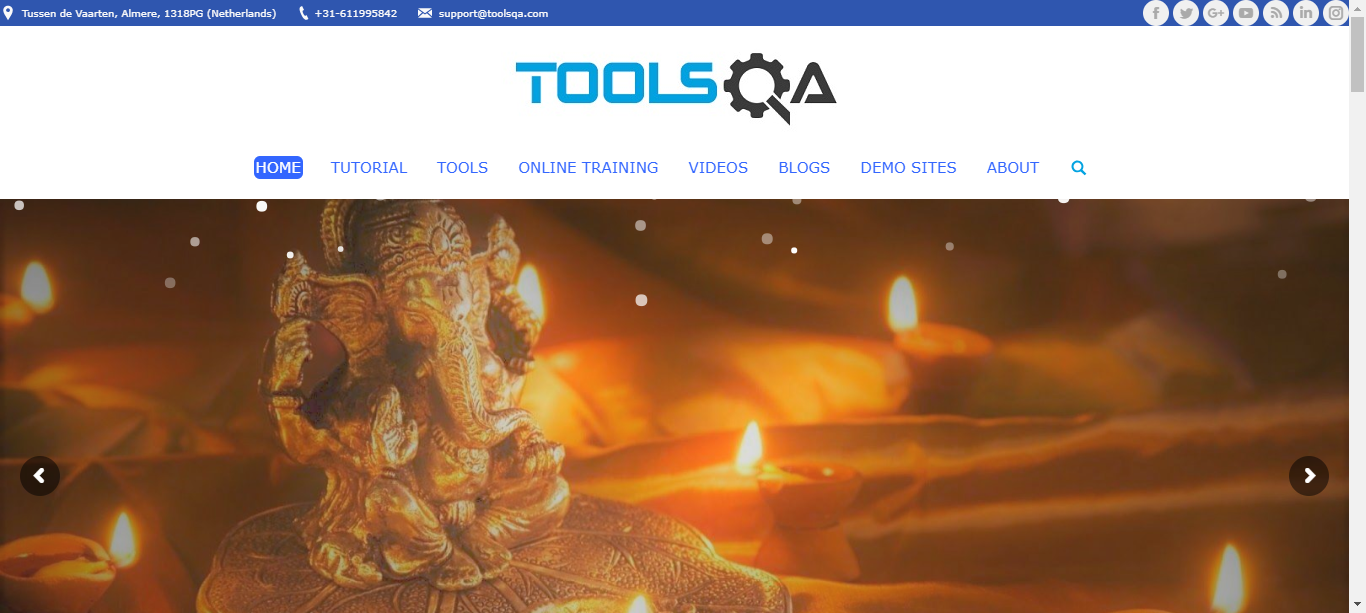 Tussen de Vaarten, Almere, 1318PG (Netherlands) +31-611995842 support@toolsqa.com
TOOLSQA
HOME TUTORIAL TOOLS ONLINE TRAINING VIDEOS BLOGS DEMO SITES ABOUT